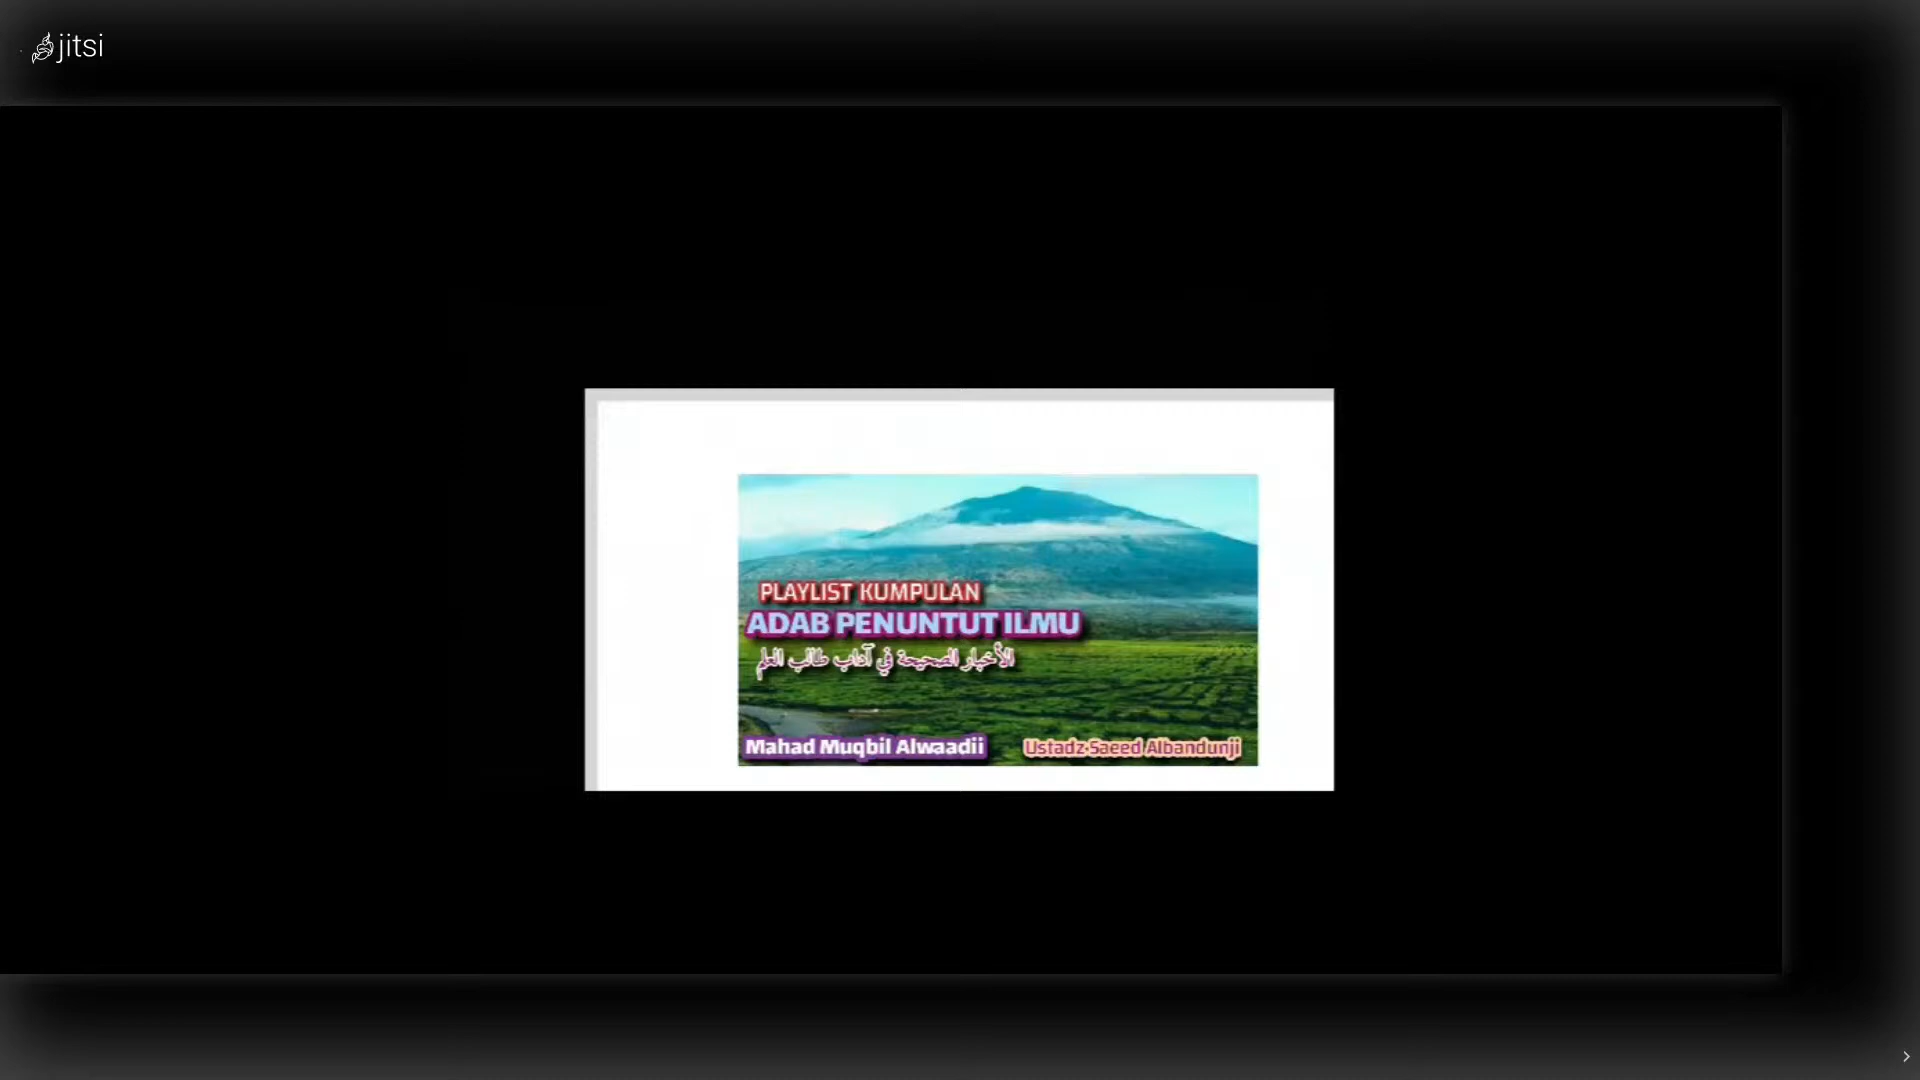 jitsi
PLAYLIST KUMPULAN
ADAB PENUNTUT ILMU
الأخبار الصحيحة في آداب طالب العلم
Mahad Muqbil Alwaadii
Ustadz Saeed Albandunji